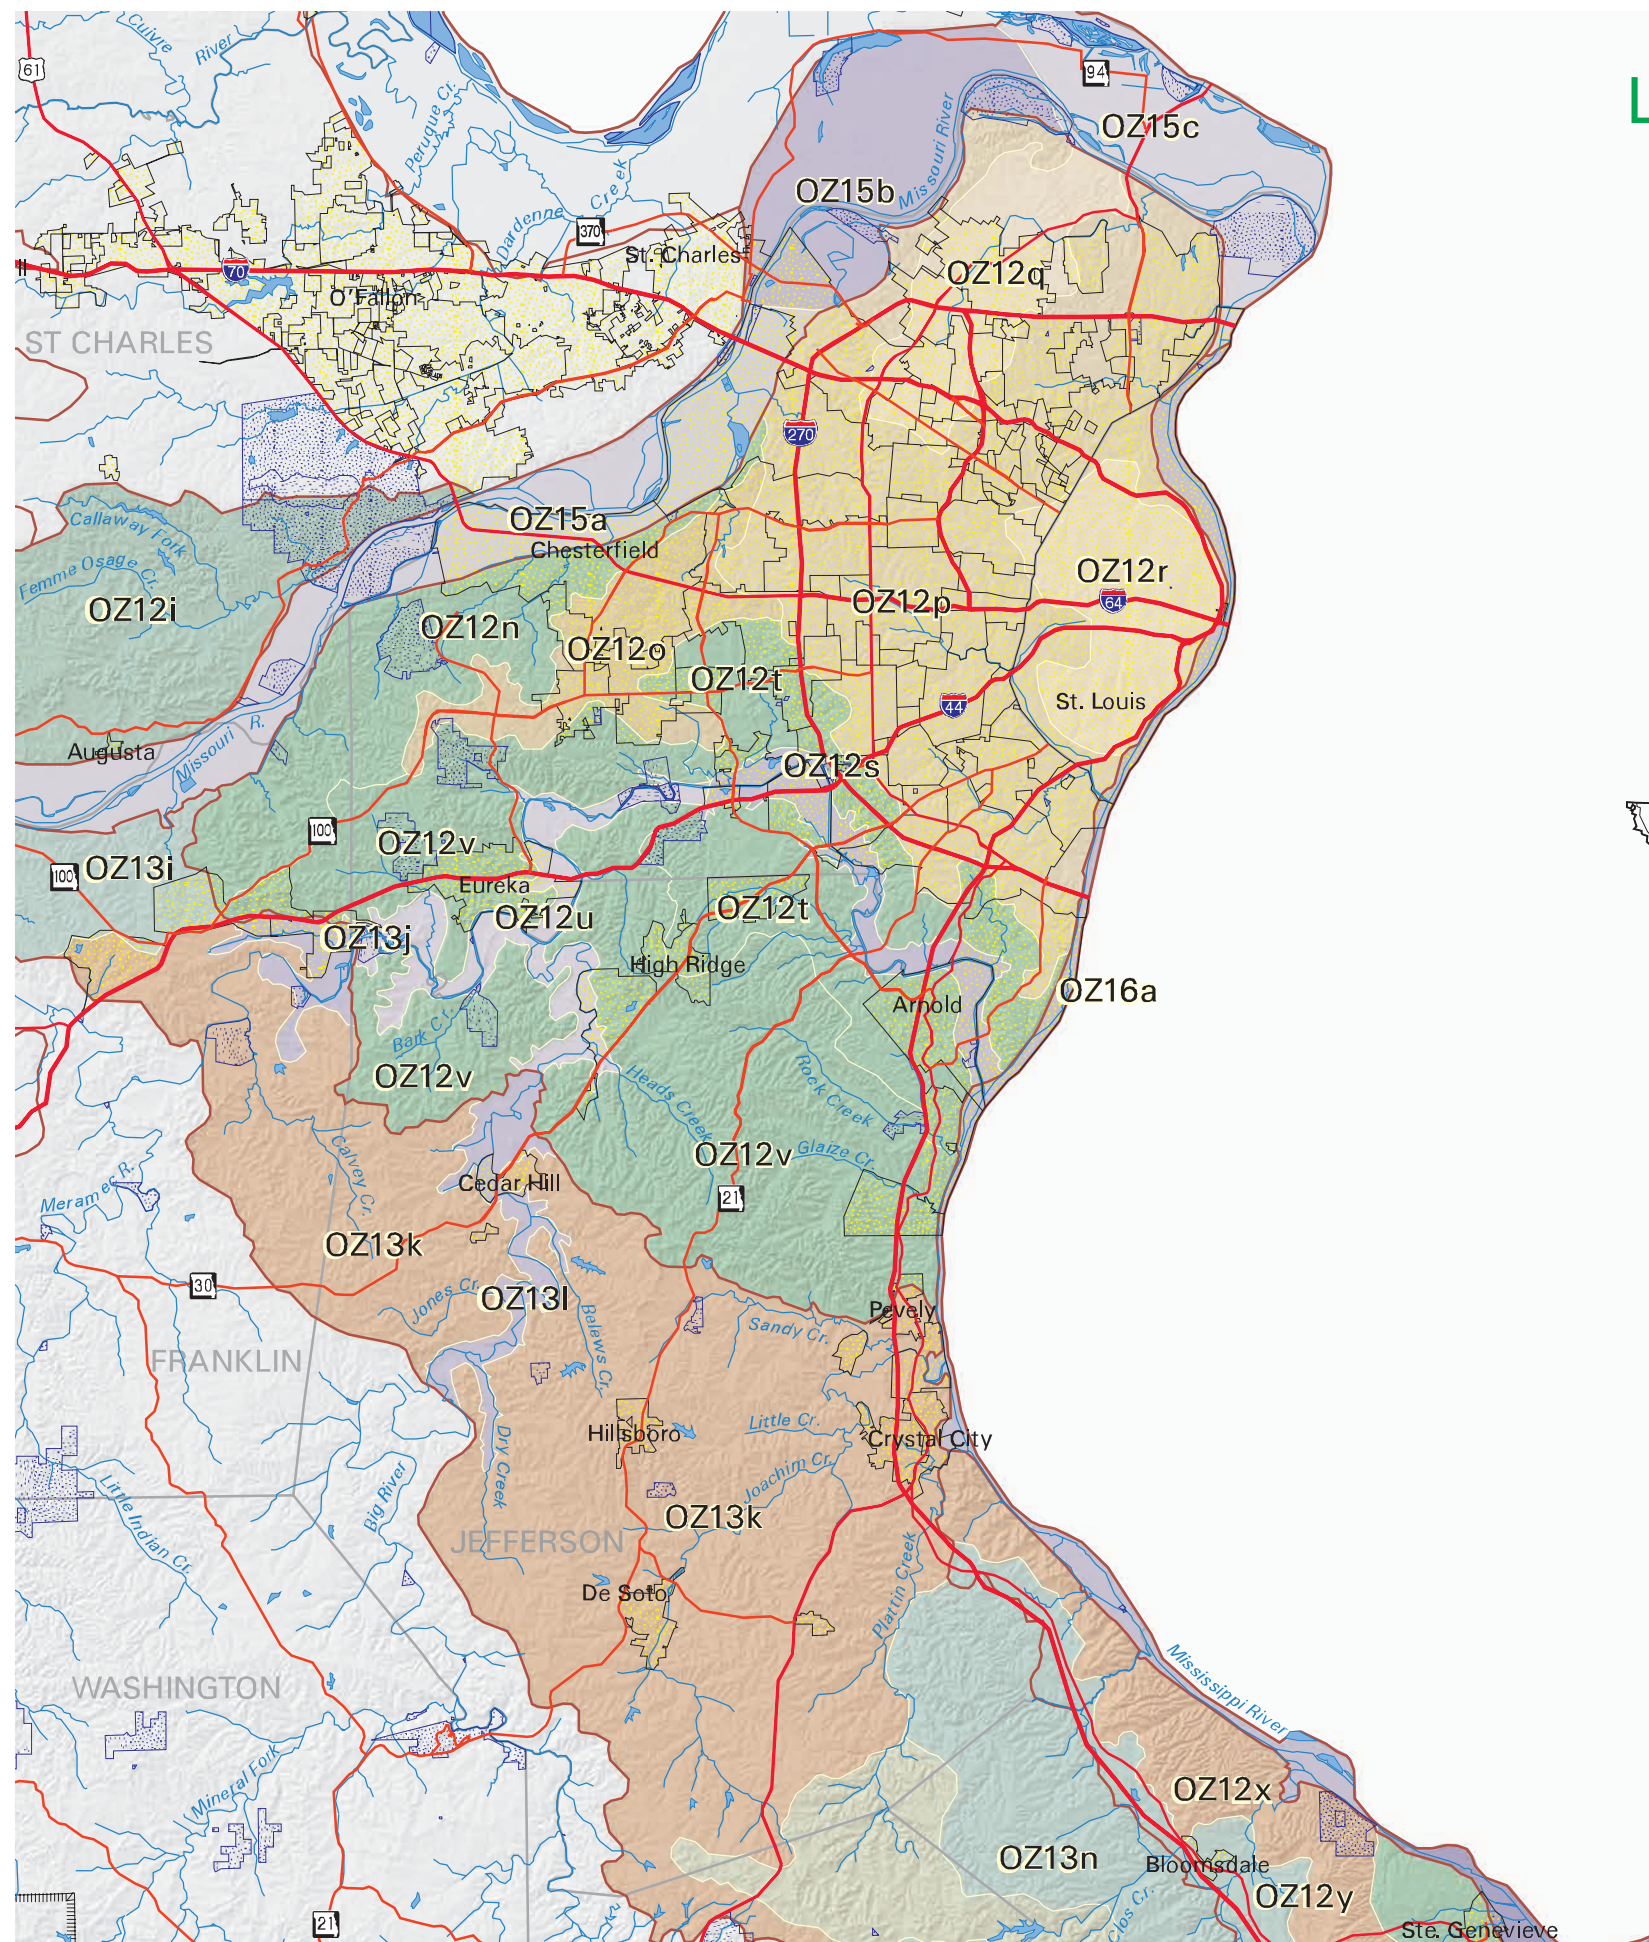 Cuivre
River
61
94
L
Peruque Cr.
OZ15c
Missouri River
OZ15b
Creek
Dardenne
370
St. Charles
ll
70
OZ12q
O'Fallon
ST CHARLES
270
Callaway Fork
OZ15a
Chesterfield
Femme Osage Cr.
OZ12r
OZ12i
64
OZ12p
OZ12n
OZ12o
OZ12t
44
St. Louis
Missouri R.
Augusta
OZ12s
100
OZ12v
OZ13i
100
Eureka
OZ12t
OZ12u
OZ13j
High Ridge
OZ16a
Arnold
Bark Cr.
OZ12v
Heads Creek
Rock Creek
OZ12v
Glaize Cr.
Calvey Cr.
Meramec R.
Cedar Hill
21
OZ13k
30
Jones Cr.
OZ13l
Belews Cr.
Pevely
Sandy Cr.
FRANKLIN
Hillsboro
Little Cr.
Crystal City
Dry Creek
Joachim Cr.
Little Indian Cr.
Big River
OZ13k
JEFFERSON
De Soto
Plattin Creek
Mississippi River
WASHINGTON
Mineral Fork
OZ12x
OZ13n
Bloomsdale
OZ12y
Clos Cr.
21
Ste. Genevieve